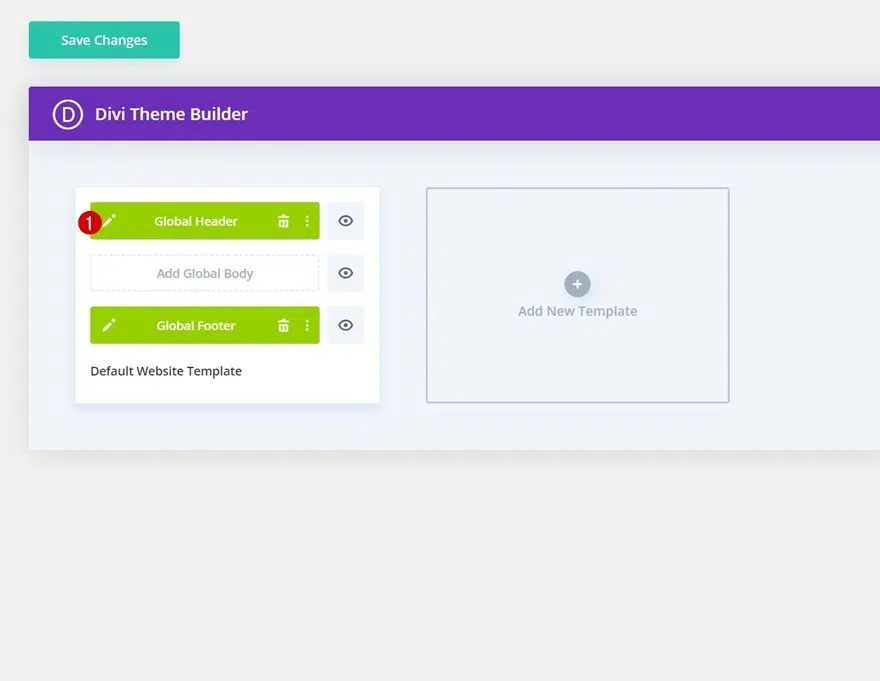 Save Changes
D Divi Theme Builder
1 Global Header
Add Global Body
Global Footer
Default Website Template
Add New Template